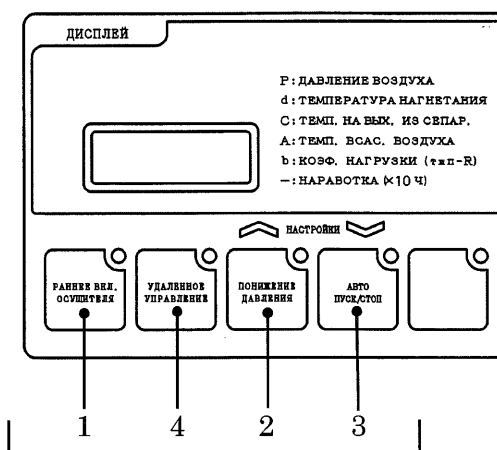 ДИСПЛЕЙ
P: ДАВЛЕНИЕ ВОЗДУХА
d: ТЕМПЕРАТУРА НАГНЕТАНИЯ
C: ТЕМП. НА ВЫХ. ИЗ СЕПАР.
A: ТЕМП. ВСАС. ВОЗДУХА
b: КОЭФ. НАГРУЗКИ (тип-R)
—: НАРАБОТКА (×10 Ч)
НАСТРОЙКИ
РАННЕЕ ВКЛ. ОСУШИТЕЛЯ
УДАЛЕННОЕ УПРАВЛЕНИЕ
ПОНИЖЕНИЕ ДАВЛЕНИЯ
АВТО ПУСК/СТОП
1 4 2 3